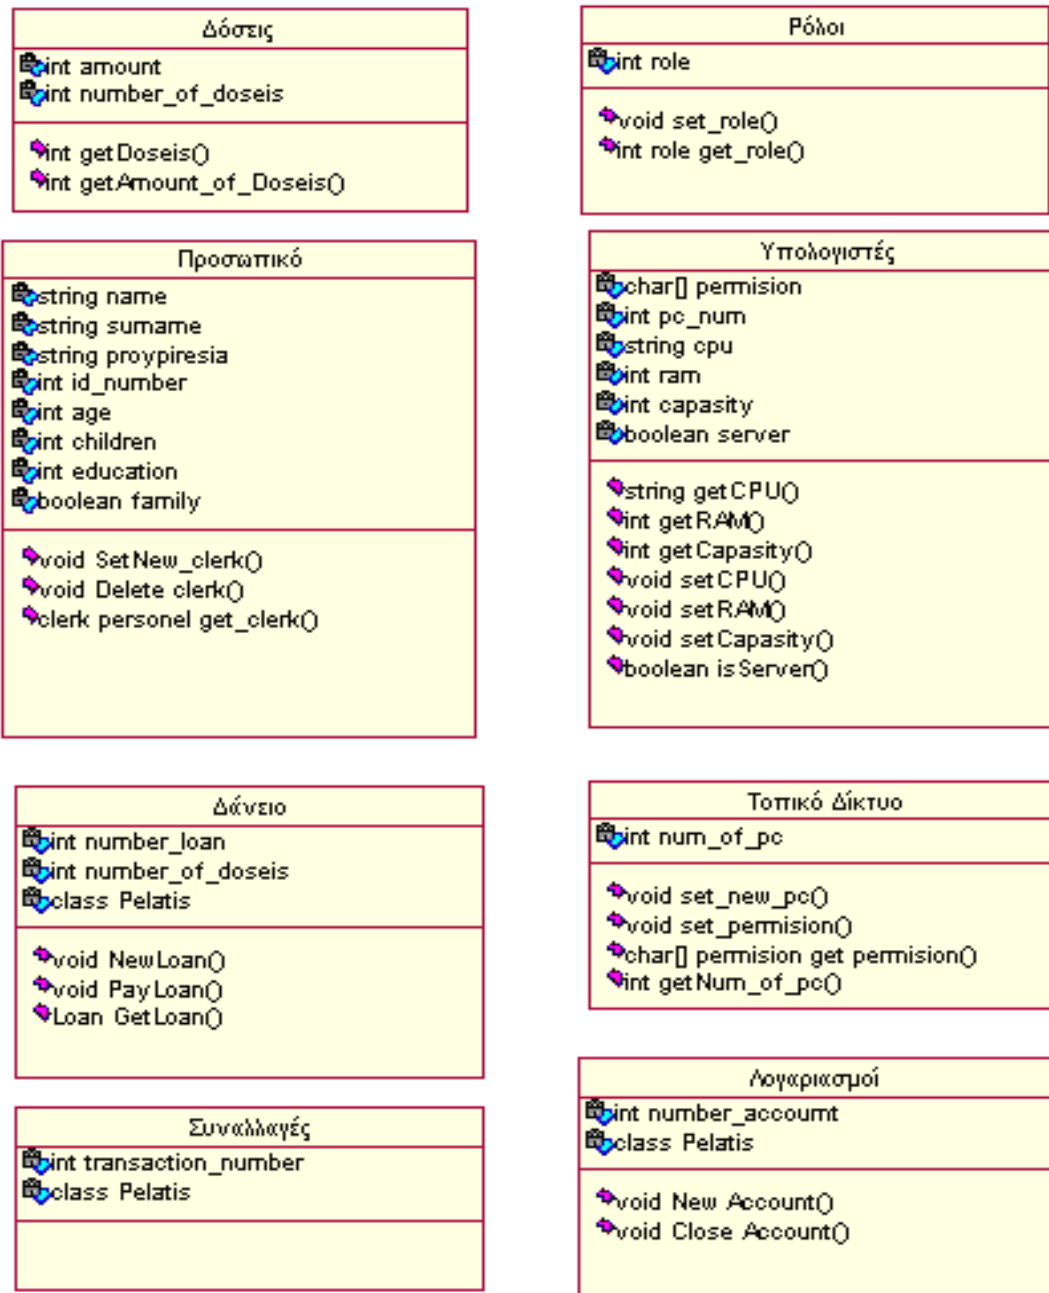 Δόσεις
int amount
int number_of_doseis
int getDoseis()
int getAmount_of_Doseis()
Ρόλοι
int role
void set_role()
int role get_role()
Προσωπικό
string name
string surname
string proypiresia
int id_number
int age
int children
int education
boolean family
void SetNew_clerk()
void Delete clerk()
clerk personel get_clerk()
Υπολογιστές
char[] permision
int pc_num
string cpu
int ram
int capasity
boolean server
string getCPU()
int getRAM()
int getCapasity()
void setCPU()
void setRAM()
void setCapasity()
boolean isServer()
Δάνειο
int number_loan
int number_of_doseis
class Pelatis
void NewLoan()
void PayLoan()
Loan GetLoan()
Τοπικό Δίκτυο
int num_of_pc
void set_new_pc()
void set_permision()
char[] permision get permision()
int getNum_of_pc()
Συναλλαγές
int transaction_number
class Pelatis
Λογαριασμοί
int number_accoumt
class Pelatis
void New Account()
void Close Account()